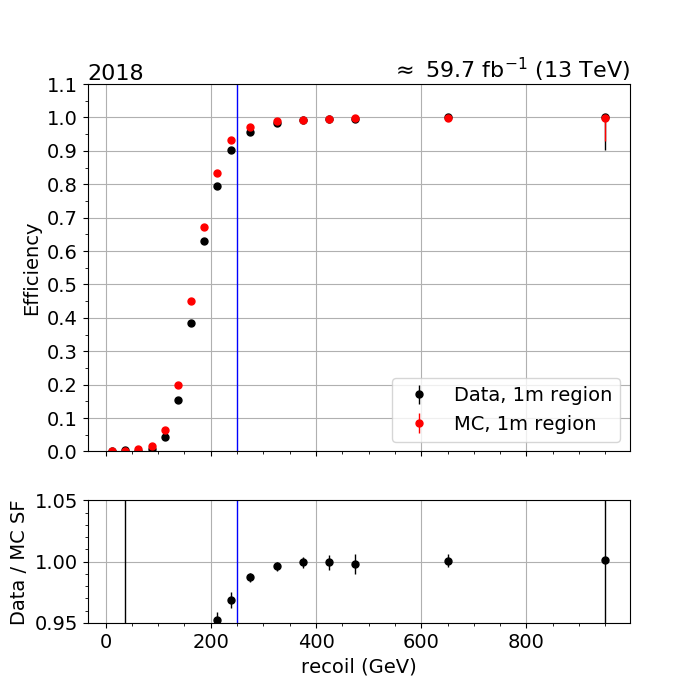 2018
≈ 59.7 fb⁻¹ (13 TeV)
1.1
1.0
0.9
0.8
0.7
0.6
0.5
0.4
0.3
0.2
0.1
0.0
Efficiency
Data, 1m region
MC, 1m region
1.05
1.00
0.95
Data / MC SF
0 200 400 600 800
recoil (GeV)